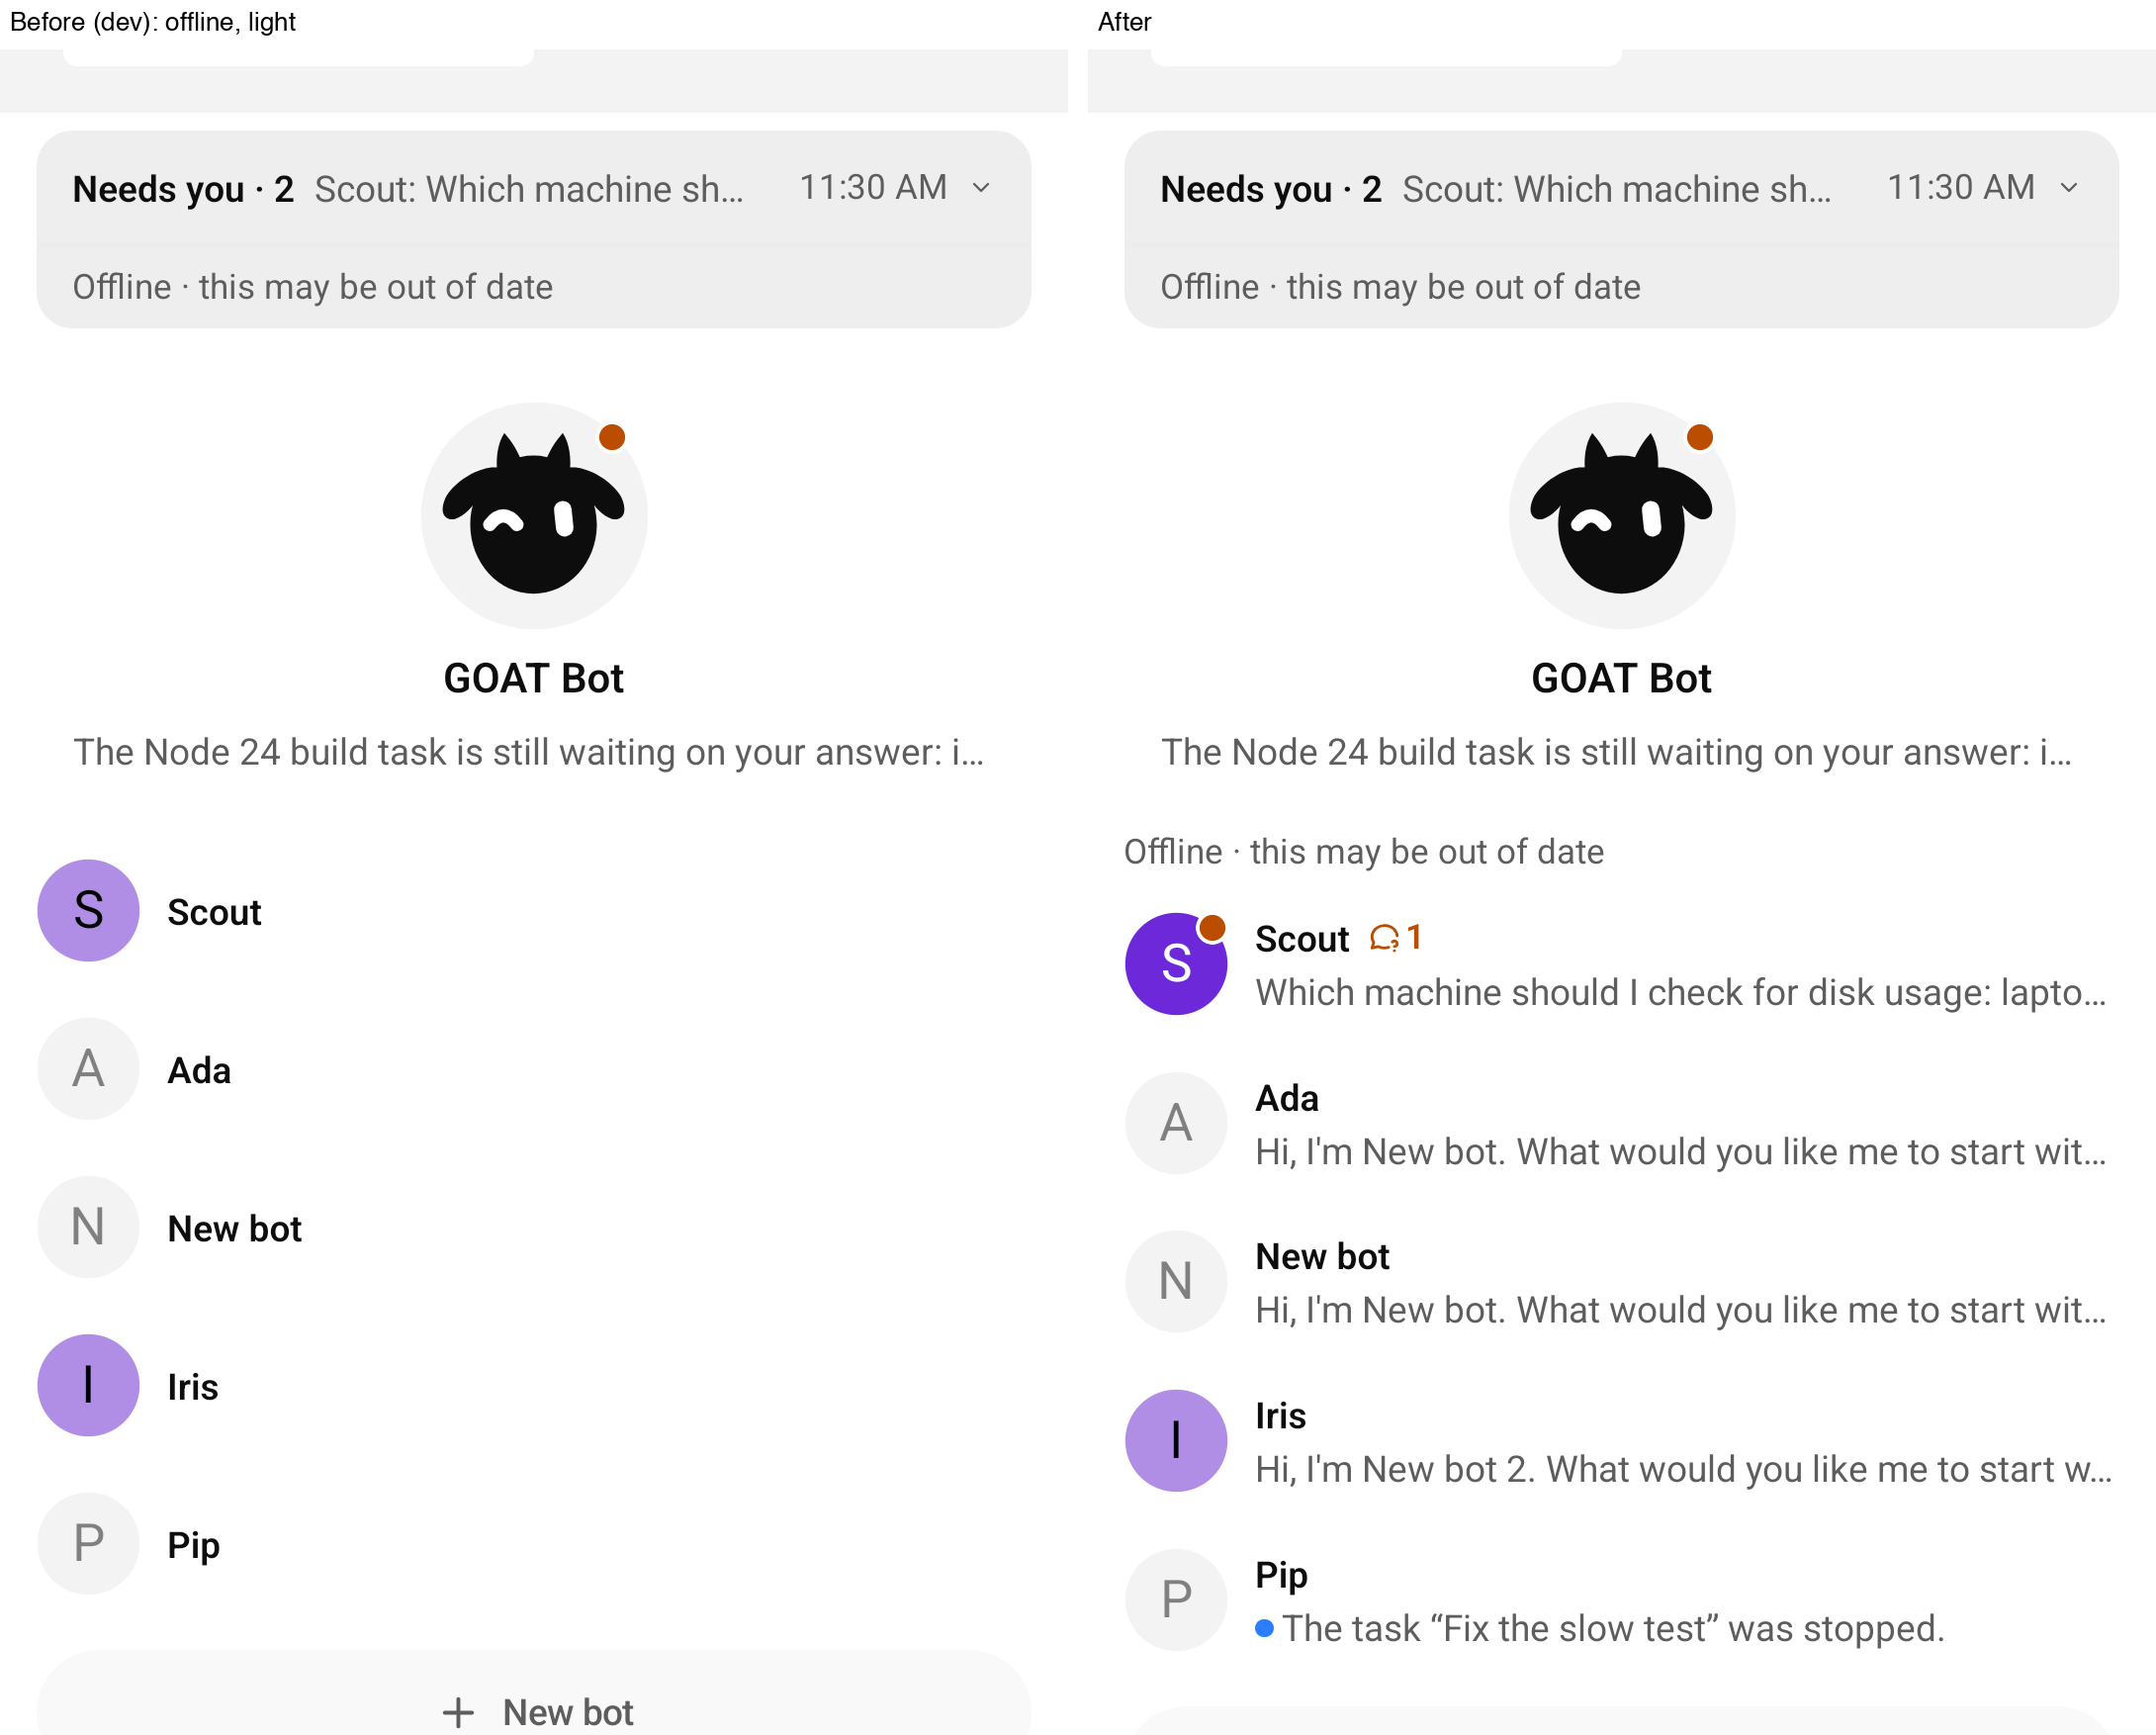 Before (dev): offline, light
Needs you · 2 Scout: Which machine sh... 11:30 AM
Offline · this may be out of date
GOAT Bot
The Node 24 build task is still waiting on your answer: i...
S Scout
A Ada
N New bot
I Iris
P Pip
+ New bot
After
Needs you · 2 Scout: Which machine sh... 11:30 AM
Offline · this may be out of date
GOAT Bot
The Node 24 build task is still waiting on your answer: i...
Offline · this may be out of date
S Scout 1
Which machine should I check for disk usage: lapto...
A Ada
Hi, I'm New bot. What would you like me to start wit...
N New bot
Hi, I'm New bot. What would you like me to start wit...
I Iris
Hi, I'm New bot 2. What would you like me to start w...
P Pip
The task “Fix the slow test” was stopped.